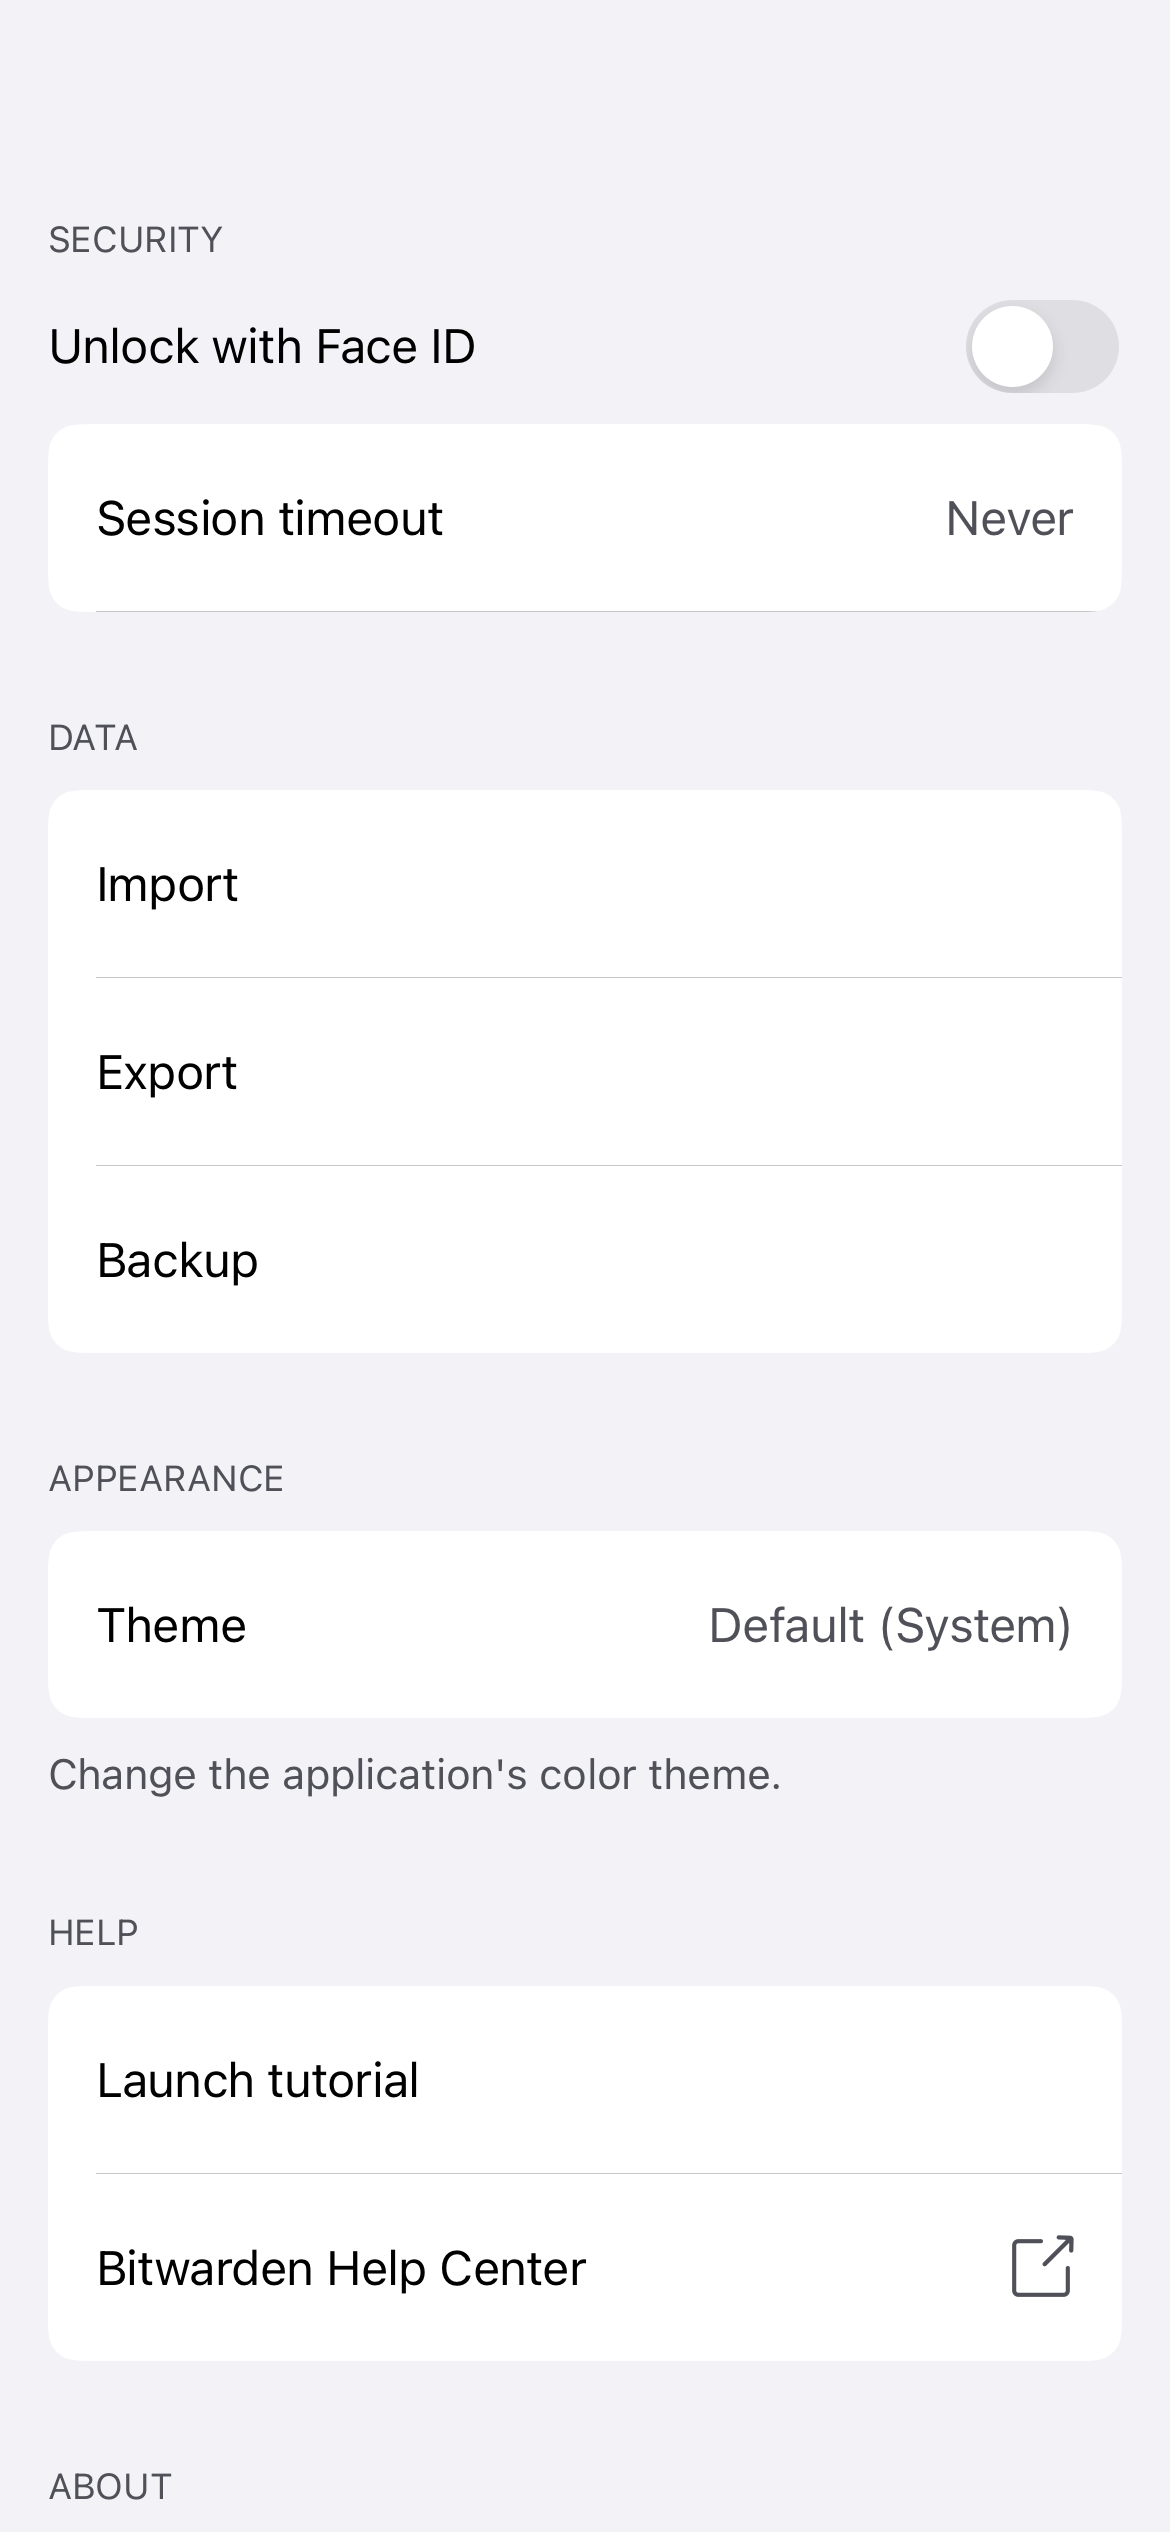 SECURITY
Unlock with Face ID
Session timeout Never
DATA
Import
Export
Backup
APPEARANCE
Theme Default (System)
Change the application's color theme.
HELP
Launch tutorial
Bitwarden Help Center
ABOUT